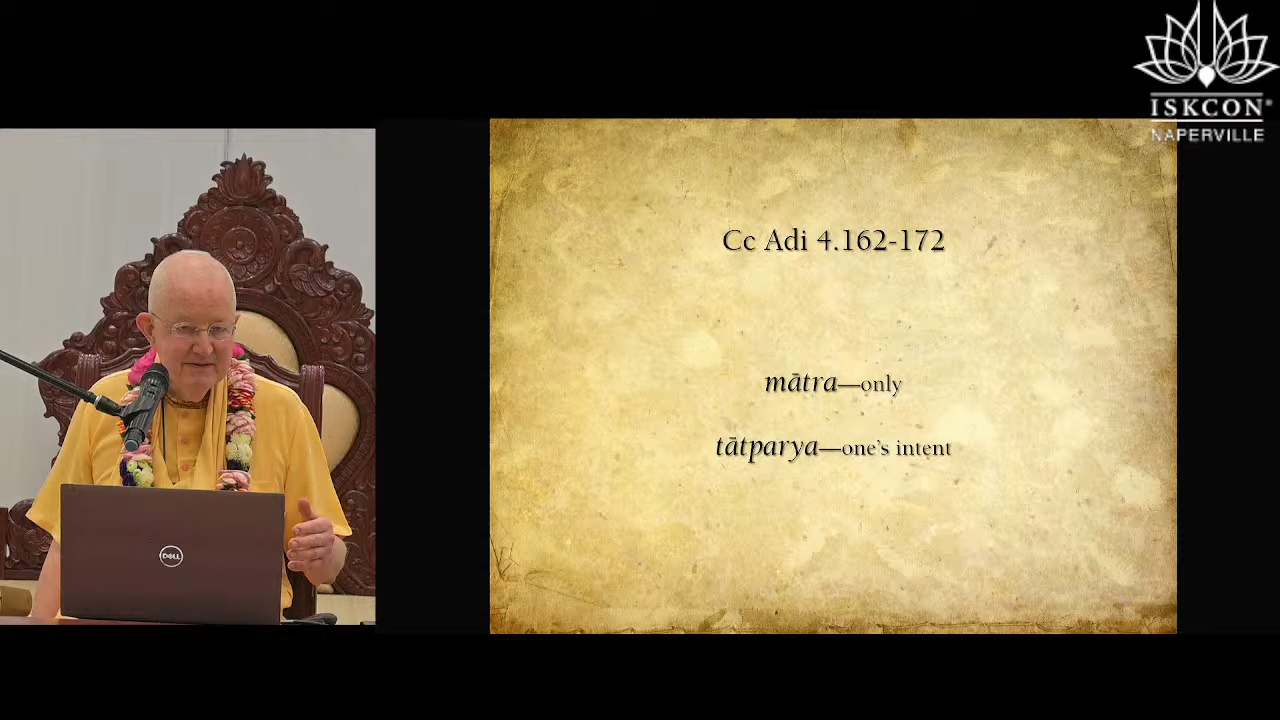 ISKCON®
NAPERVILLE
Cc Adi 4.162-172
mātra—only
tātparya—one's intent
DELL